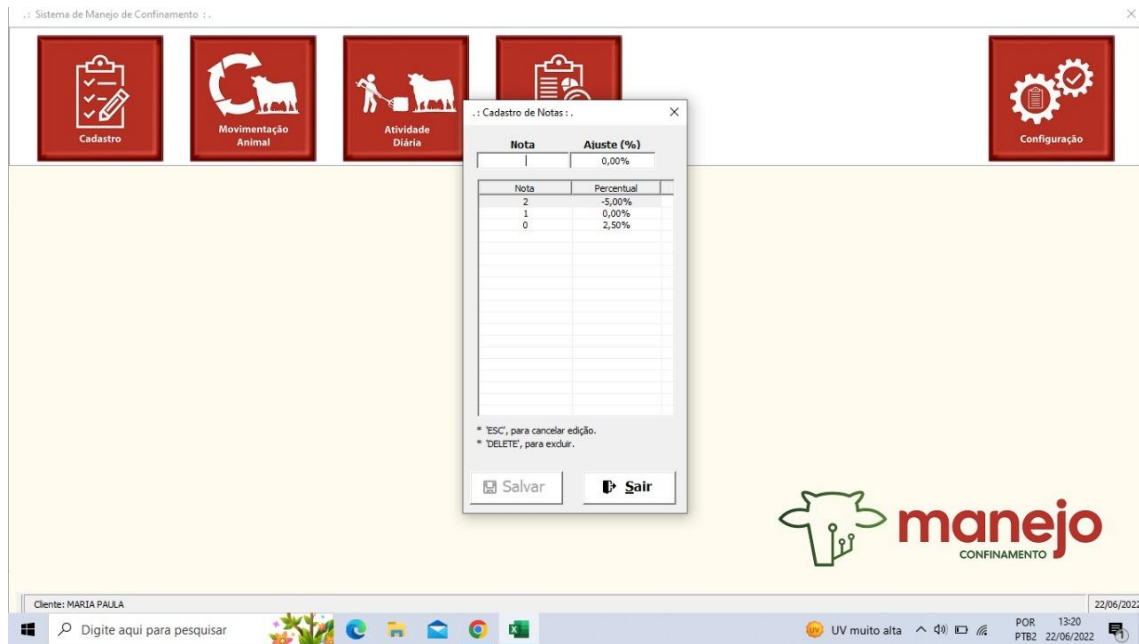 .: Sistema de Manejo de Confinamento :.
Cadastro
Movimentação
Animal
Atividade
Diária
Configuração
.: Cadastro de Notas :.
Nota Ajuste (%)
0,00%
Nota Percentual
2 -5,00%
1 0,00%
0 2,50%
* 'ESC', para cancelar edição.
* 'DELETE', para excluir.
Salvar Sair
manejo
CONFINAMENTO
Cliente: MARIA PAULA 22/06/2022
Digite aqui para pesquisar UV UV muito alta POR 13:20
PTB2 22/06/2022 1